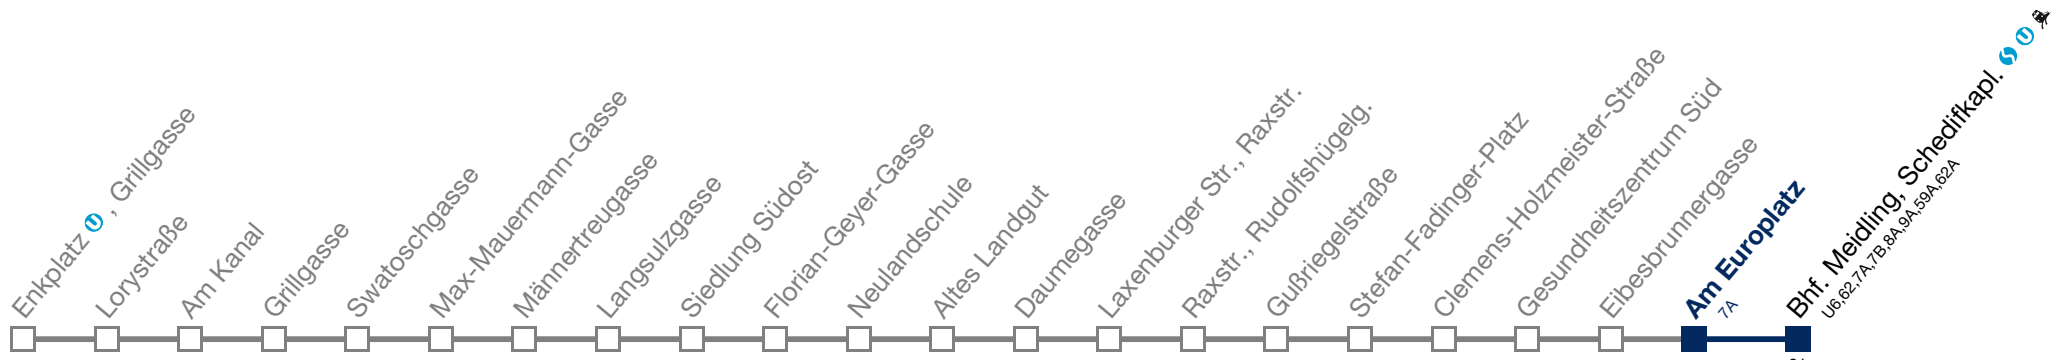 Enkplatz U , Grillgasse
Lorystraße
Am Kanal
Grillgasse
Swatoschgasse
Max-Mauermann-Gasse
Männertreugasse
Langsulzgasse
Siedlung Südost
Florian-Geyer-Gasse
Neulandschule
Altes Landgut
Daumegasse
Laxenburger Str., Raxstr.
Raxstr., Rudolfshügelg.
Gußriegelstraße
Stefan-Fadinger-Platz
Clemens-Holzmeister-Straße
Gesundheitszentrum Süd
Eibesbrunnergasse
Am Europlatz
7A
Bhf. Meidling, Schedifkapl. S U
U6,62,7A,7B,8A,9A,59A,62A